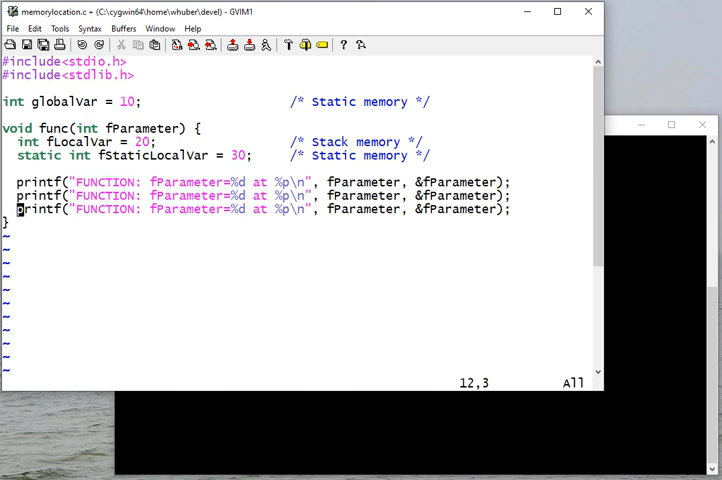 memorylocation.c + (C:\cygwin64\home\whuber\devel) - GVIM1
File Edit Tools Syntax Buffers Window Help
#include<stdio.h>
#include<stdlib.h>
int globalVar = 10; /* Static memory */
void func(int fParameter) {
int fLocalVar = 20; /* Stack memory */
static int fStaticLocalVar = 30; /* Static memory */
printf("FUNCTION: fParameter=%d at %p\n", fParameter, &fParameter);
printf("FUNCTION: fParameter=%d at %p\n", fParameter, &fParameter);
printf("FUNCTION: fParameter=%d at %p\n", fParameter, &fParameter);
}
~
~
~
~
~
~
~
~
~
~
~
12,3 All